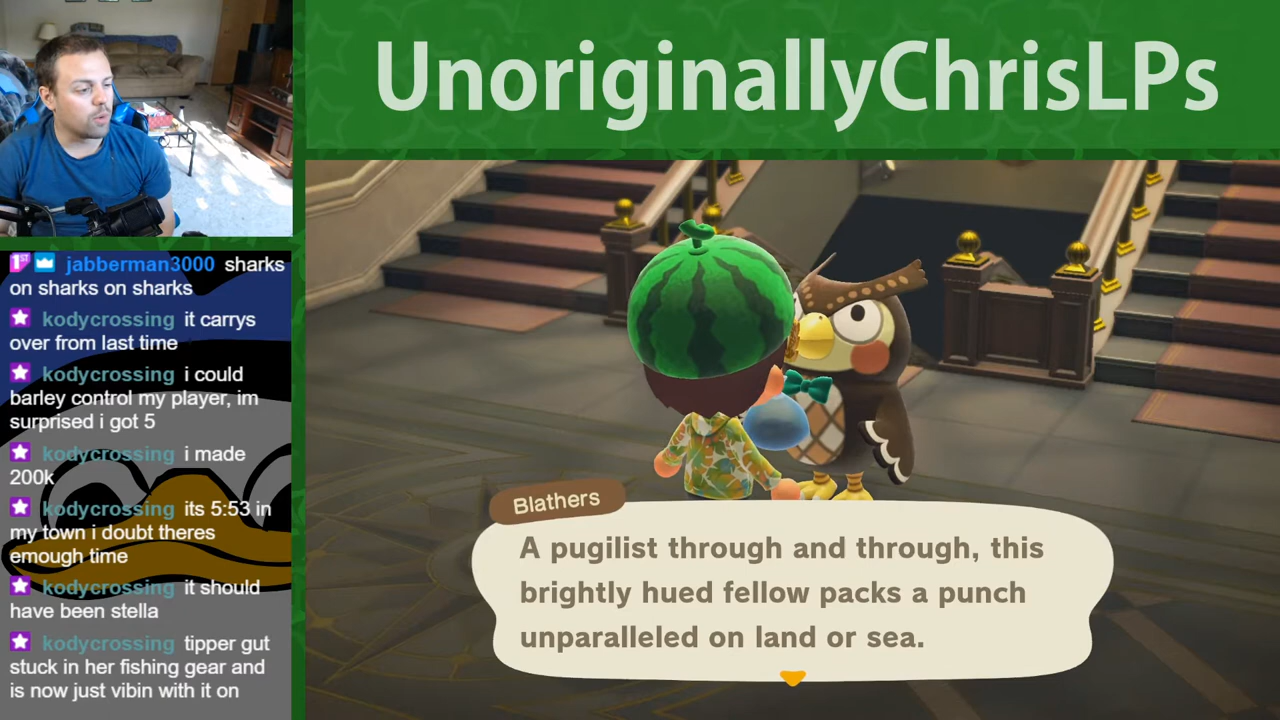 UnoriginallyChrisLPs
jabberman3000 sharks
on sharks on sharks
kodycrossing it carrys
over from last time
kodycrossing i could
barley control my player, im
surprised i got 5
kodycrossing i made
200k
kodycrossing its 5:53 in
my town i doubt theres
emough time
kodycrossing it should
have been stella
kodycrossing tipper gut
stuck in her fishing gear and
is now just vibin with it on
Blathers
A pugilist through and through, this
brightly hued fellow packs a punch
unparalleled on land or sea.